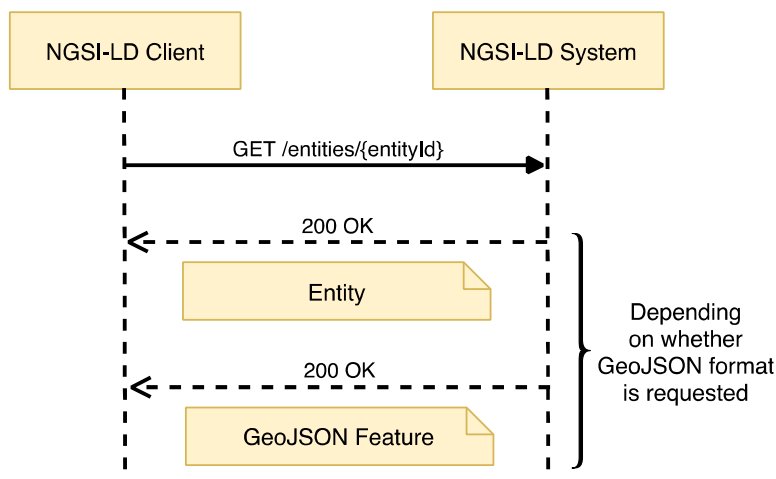 NGSI-LD Client
NGSI-LD System
GET /entities/{entityId}
200 OK
Entity
Depending
on whether
GeoJSON format
is requested
200 OK
GeoJSON Feature